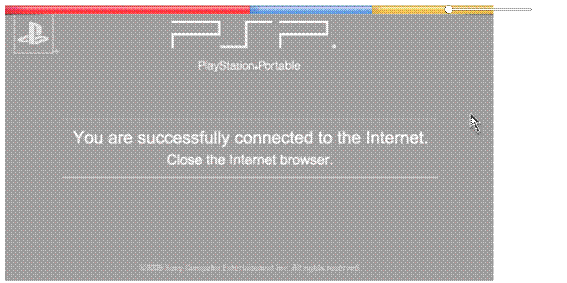 PSP.
PlayStation Portable
You are successfully connected to the Internet.
Close the Internet browser.
Sony Computer Entertainment Inc. All rights reserved.